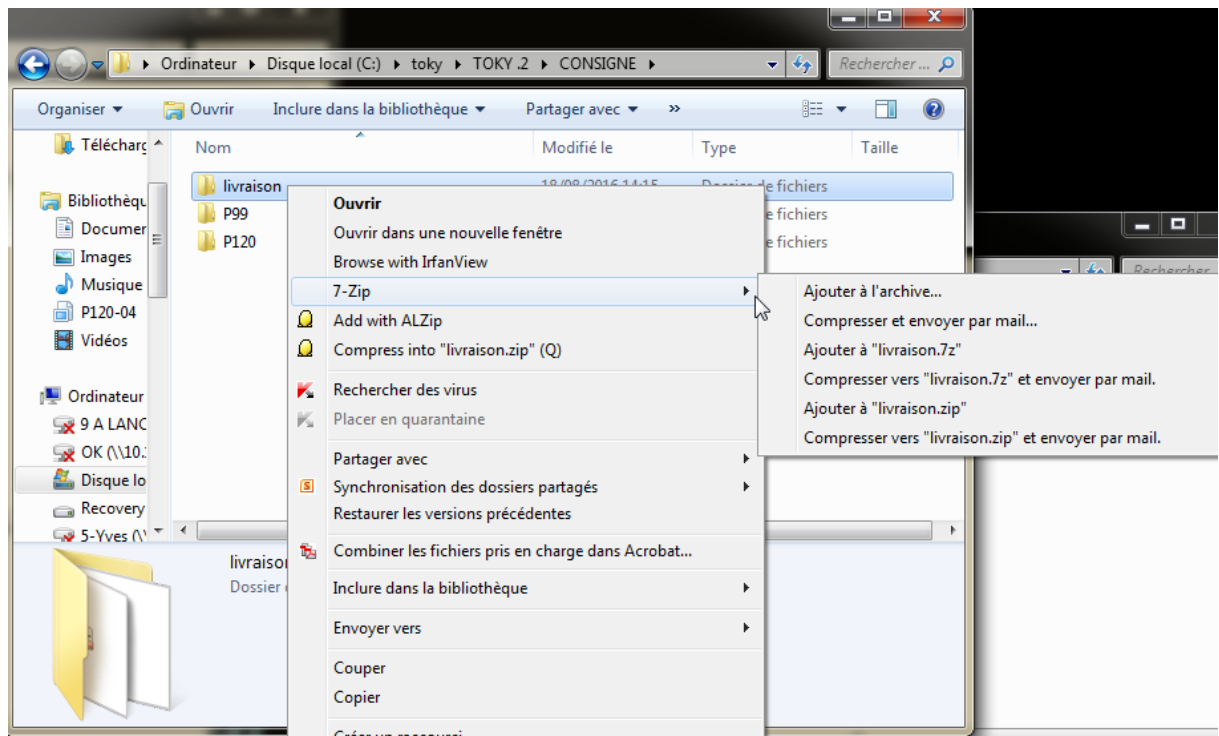 Ordinateur ▸ Disque local (C:) ▸ toky ▸ TOKY .2 ▸ CONSIGNE ▸
Rechercher ...
Organiser
Ouvrir
Inclure dans la bibliothèque
Partager avec
»
Nom
Modifié le
Type
Taille
Bibliothèqu
Documer
Images
Musique
P120-04
Vidéos
Ordinateur
9 A LANC
OK (\\10.
Disque lo
Recovery
5-Yves (\
livraison
18/08/2016 14:15
Dossier de fichiers
P99
e fichiers
P120
e fichiers
Ouvrir
Ouvrir dans une nouvelle fenêtre
Browse with IrfanView
7-Zip
Add with ALZip
Compress into "livraison.zip" (Q)
Rechercher des virus
Placer en quarantaine
Partager avec
Synchronisation des dossiers partagés
Restaurer les versions précédentes
Combiner les fichiers pris en charge dans Acrobat...
Inclure dans la bibliothèque
Envoyer vers
Couper
Copier
Créer un raccourci
Ajouter à l'archive...
Compresser et envoyer par mail...
Ajouter à "livraison.7z"
Compresser vers "livraison.7z" et envoyer par mail.
Ajouter à "livraison.zip"
Compresser vers "livraison.zip" et envoyer par mail.
Rechercher
livraison
Dossier